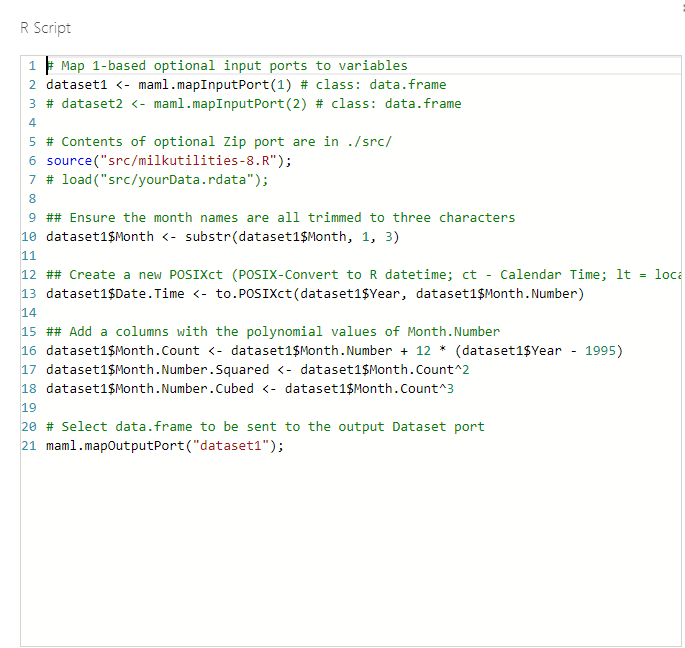 R Script
1 # Map 1-based optional input ports to variables
2 dataset1 <- maml.mapInputPort(1) # class: data.frame
3 # dataset2 <- maml.mapInputPort(2) # class: data.frame
4
5 # Contents of optional Zip port are in ./src/
6 source("src/milkutilities-8.R");
7 # load("src/yourData.rdata");
8
9 ## Ensure the month names are all trimmed to three characters
10 dataset1$Month <- substr(dataset1$Month, 1, 3)
11
12 ## Create a new POSIXct (POSIX-Convert to R datetime; ct - Calendar Time; lt = loca
13 dataset1$Date.Time <- to.POSIXct(dataset1$Year, dataset1$Month.Number)
14
15 ## Add a columns with the polynomial values of Month.Number
16 dataset1$Month.Count <- dataset1$Month.Number + 12 * (dataset1$Year - 1995)
17 dataset1$Month.Number.Squared <- dataset1$Month.Count^2
18 dataset1$Month.Number.Cubed <- dataset1$Month.Count^3
19
20 # Select data.frame to be sent to the output Dataset port
21 maml.mapOutputPort("dataset1");